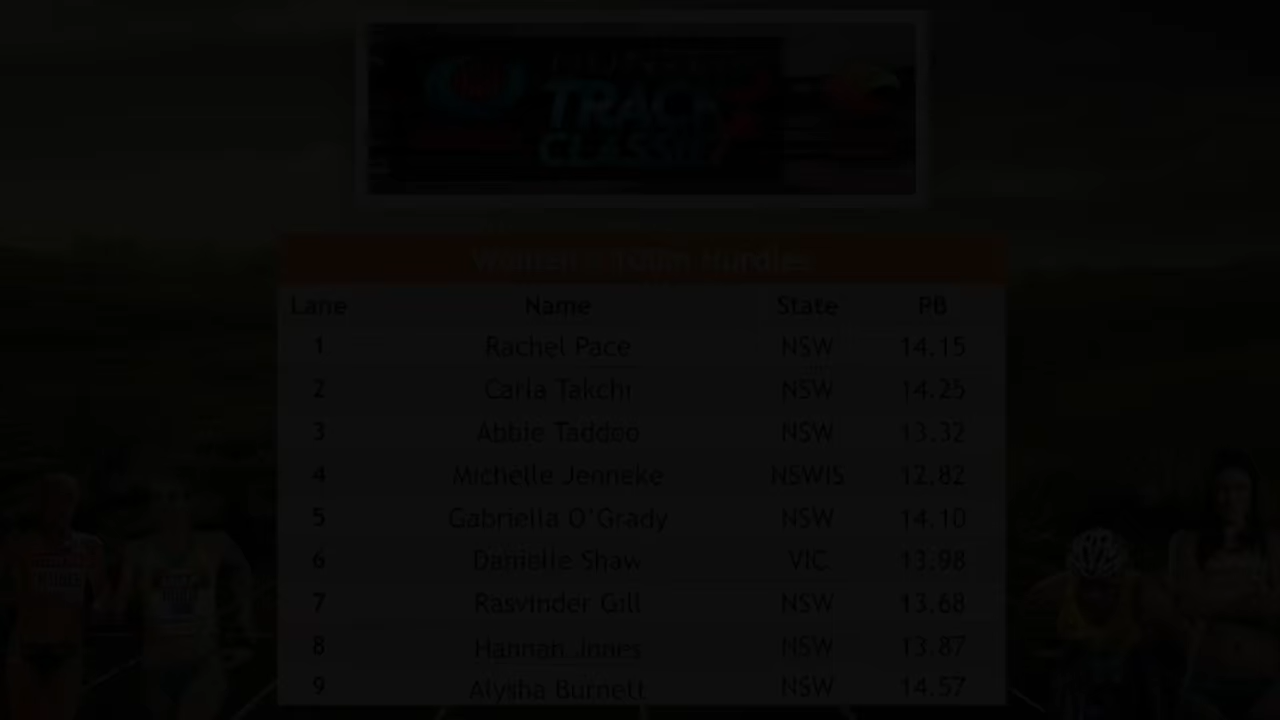 TRACK
CLASSIC
Women's 100m Hurdles
Lane Name State PB
1 Rachel Pace NSW 14.15
2 Carla Takchi NSW 14.25
3 Abbie Taddeo NSW 13.32
4 Michelle Jenneke NSWIS 12.82
5 Gabriella O'Grady NSW 14.10
6 Danielle Shaw VIC 13.98
7 Rasvinder Gill NSW 13.68
8 Hannah Jones NSW 13.87
9 Alysha Burnett NSW 14.57